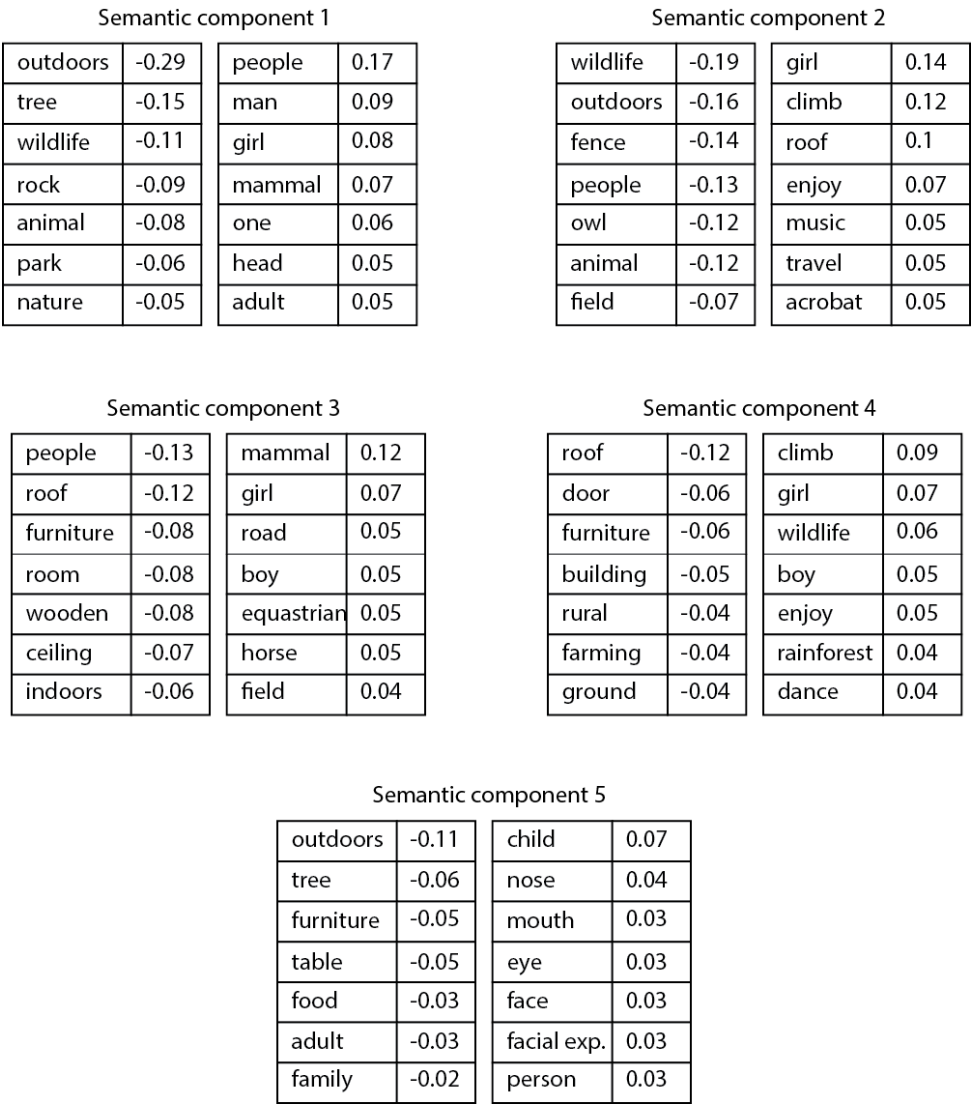 Semantic component 1
outdoors -0.29 people 0.17
tree -0.15 man 0.09
wildlife -0.11 girl 0.08
rock -0.09 mammal 0.07
animal -0.08 one 0.06
park -0.06 head 0.05
nature -0.05 adult 0.05
Semantic component 2
wildlife -0.19 girl 0.14
outdoors -0.16 climb 0.12
fence -0.14 roof 0.1
people -0.13 enjoy 0.07
owl -0.12 music 0.05
animal -0.12 travel 0.05
field -0.07 acrobat 0.05
Semantic component 3
people -0.13 mammal 0.12
roof -0.12 girl 0.07
furniture -0.08 road 0.05
room -0.08 boy 0.05
wooden -0.08 equastrian 0.05
ceiling -0.07 horse 0.05
indoors -0.06 field 0.04
Semantic component 4
roof -0.12 climb 0.09
door -0.06 girl 0.07
furniture -0.06 wildlife 0.06
building -0.05 boy 0.05
rural -0.04 enjoy 0.05
farming -0.04 rainforest 0.04
ground -0.04 dance 0.04
Semantic component 5
outdoors -0.11 child 0.07
tree -0.06 nose 0.04
furniture -0.05 mouth 0.03
table -0.05 eye 0.03
food -0.03 face 0.03
adult -0.03 facial exp. 0.03
family -0.02 person 0.03